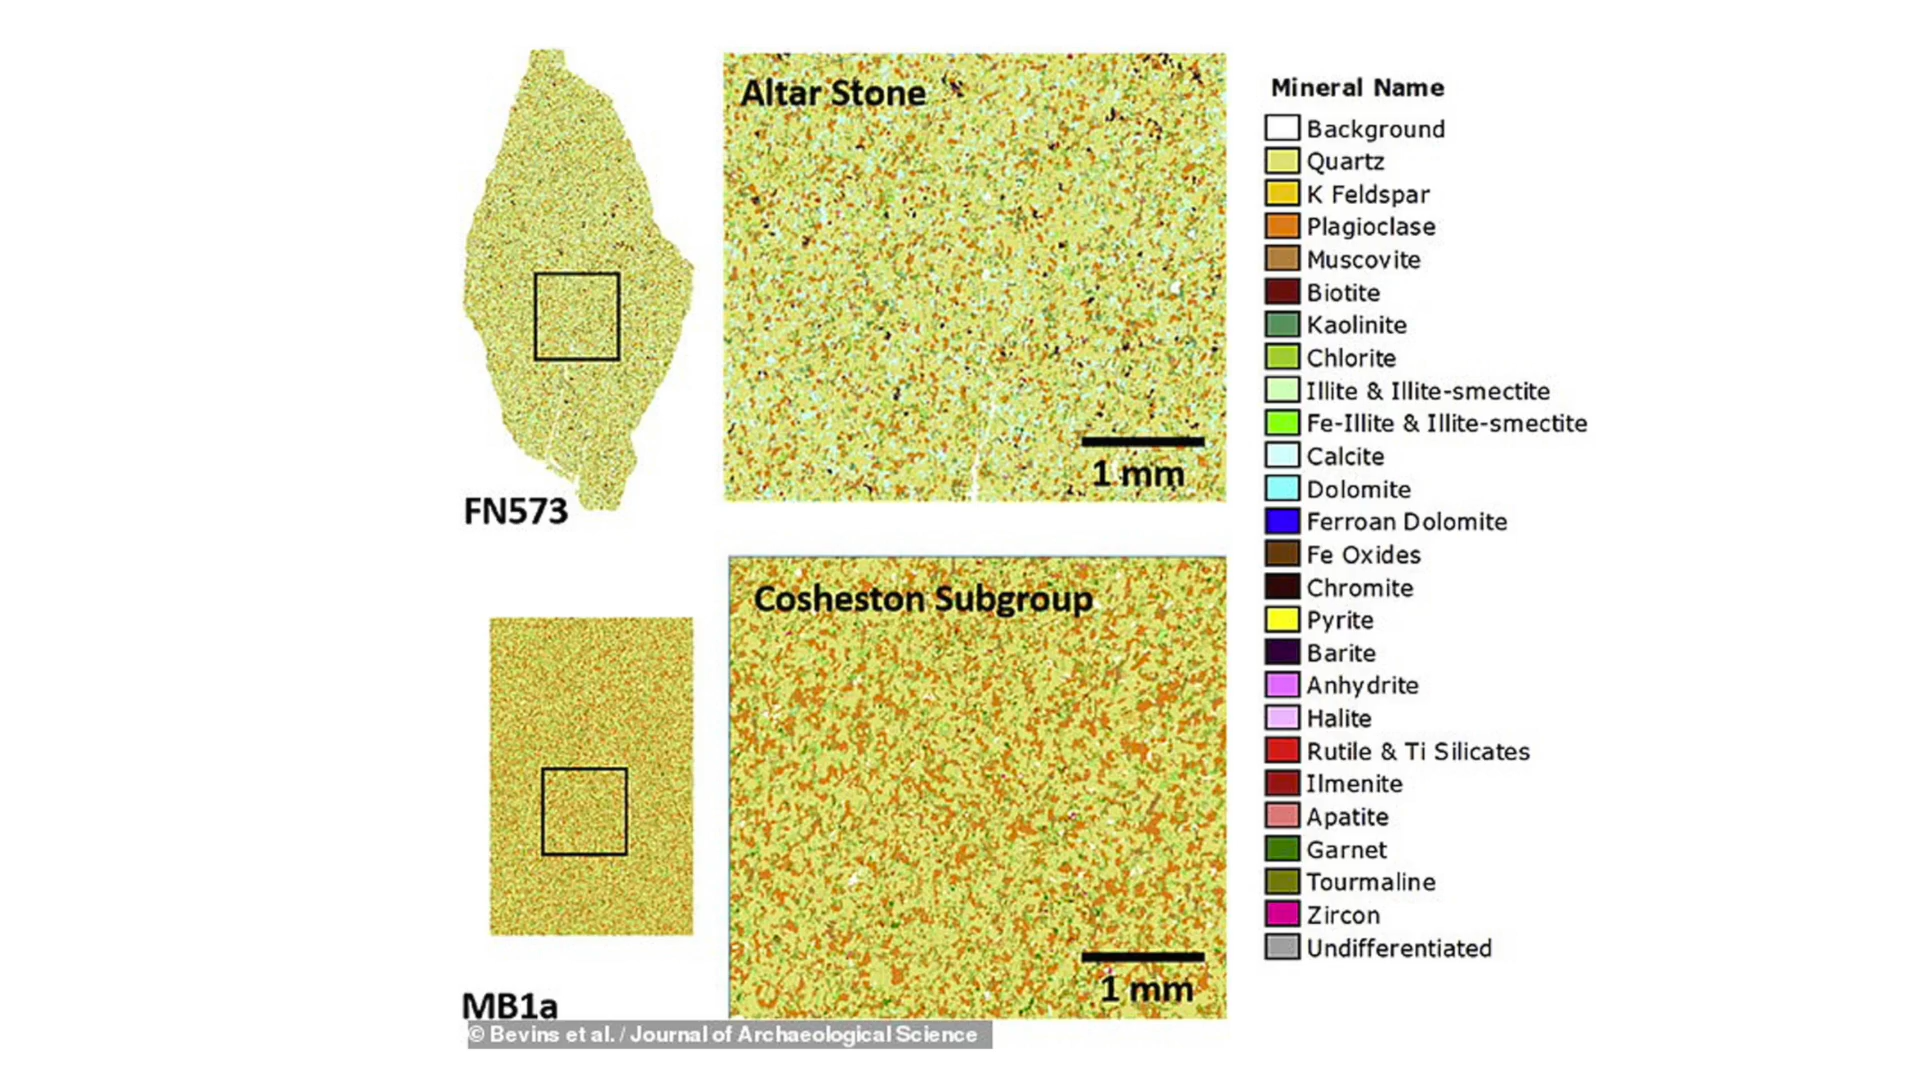 Altar Stone
1 mm
FN573
Cosheston Subgroup
1 mm
MB1a
© Bevins et al. / Journal of Archaeological Science
Mineral Name
Background
Quartz
K Feldspar
Plagioclase
Muscovite
Biotite
Kaolinite
Chlorite
Illite & Illite-smectite
Fe-Illite & Illite-smectite
Calcite
Dolomite
Ferroan Dolomite
Fe Oxides
Chromite
Pyrite
Barite
Anhydrite
Halite
Rutile & Ti Silicates
Ilmenite
Apatite
Garnet
Tourmaline
Zircon
Undifferentiated